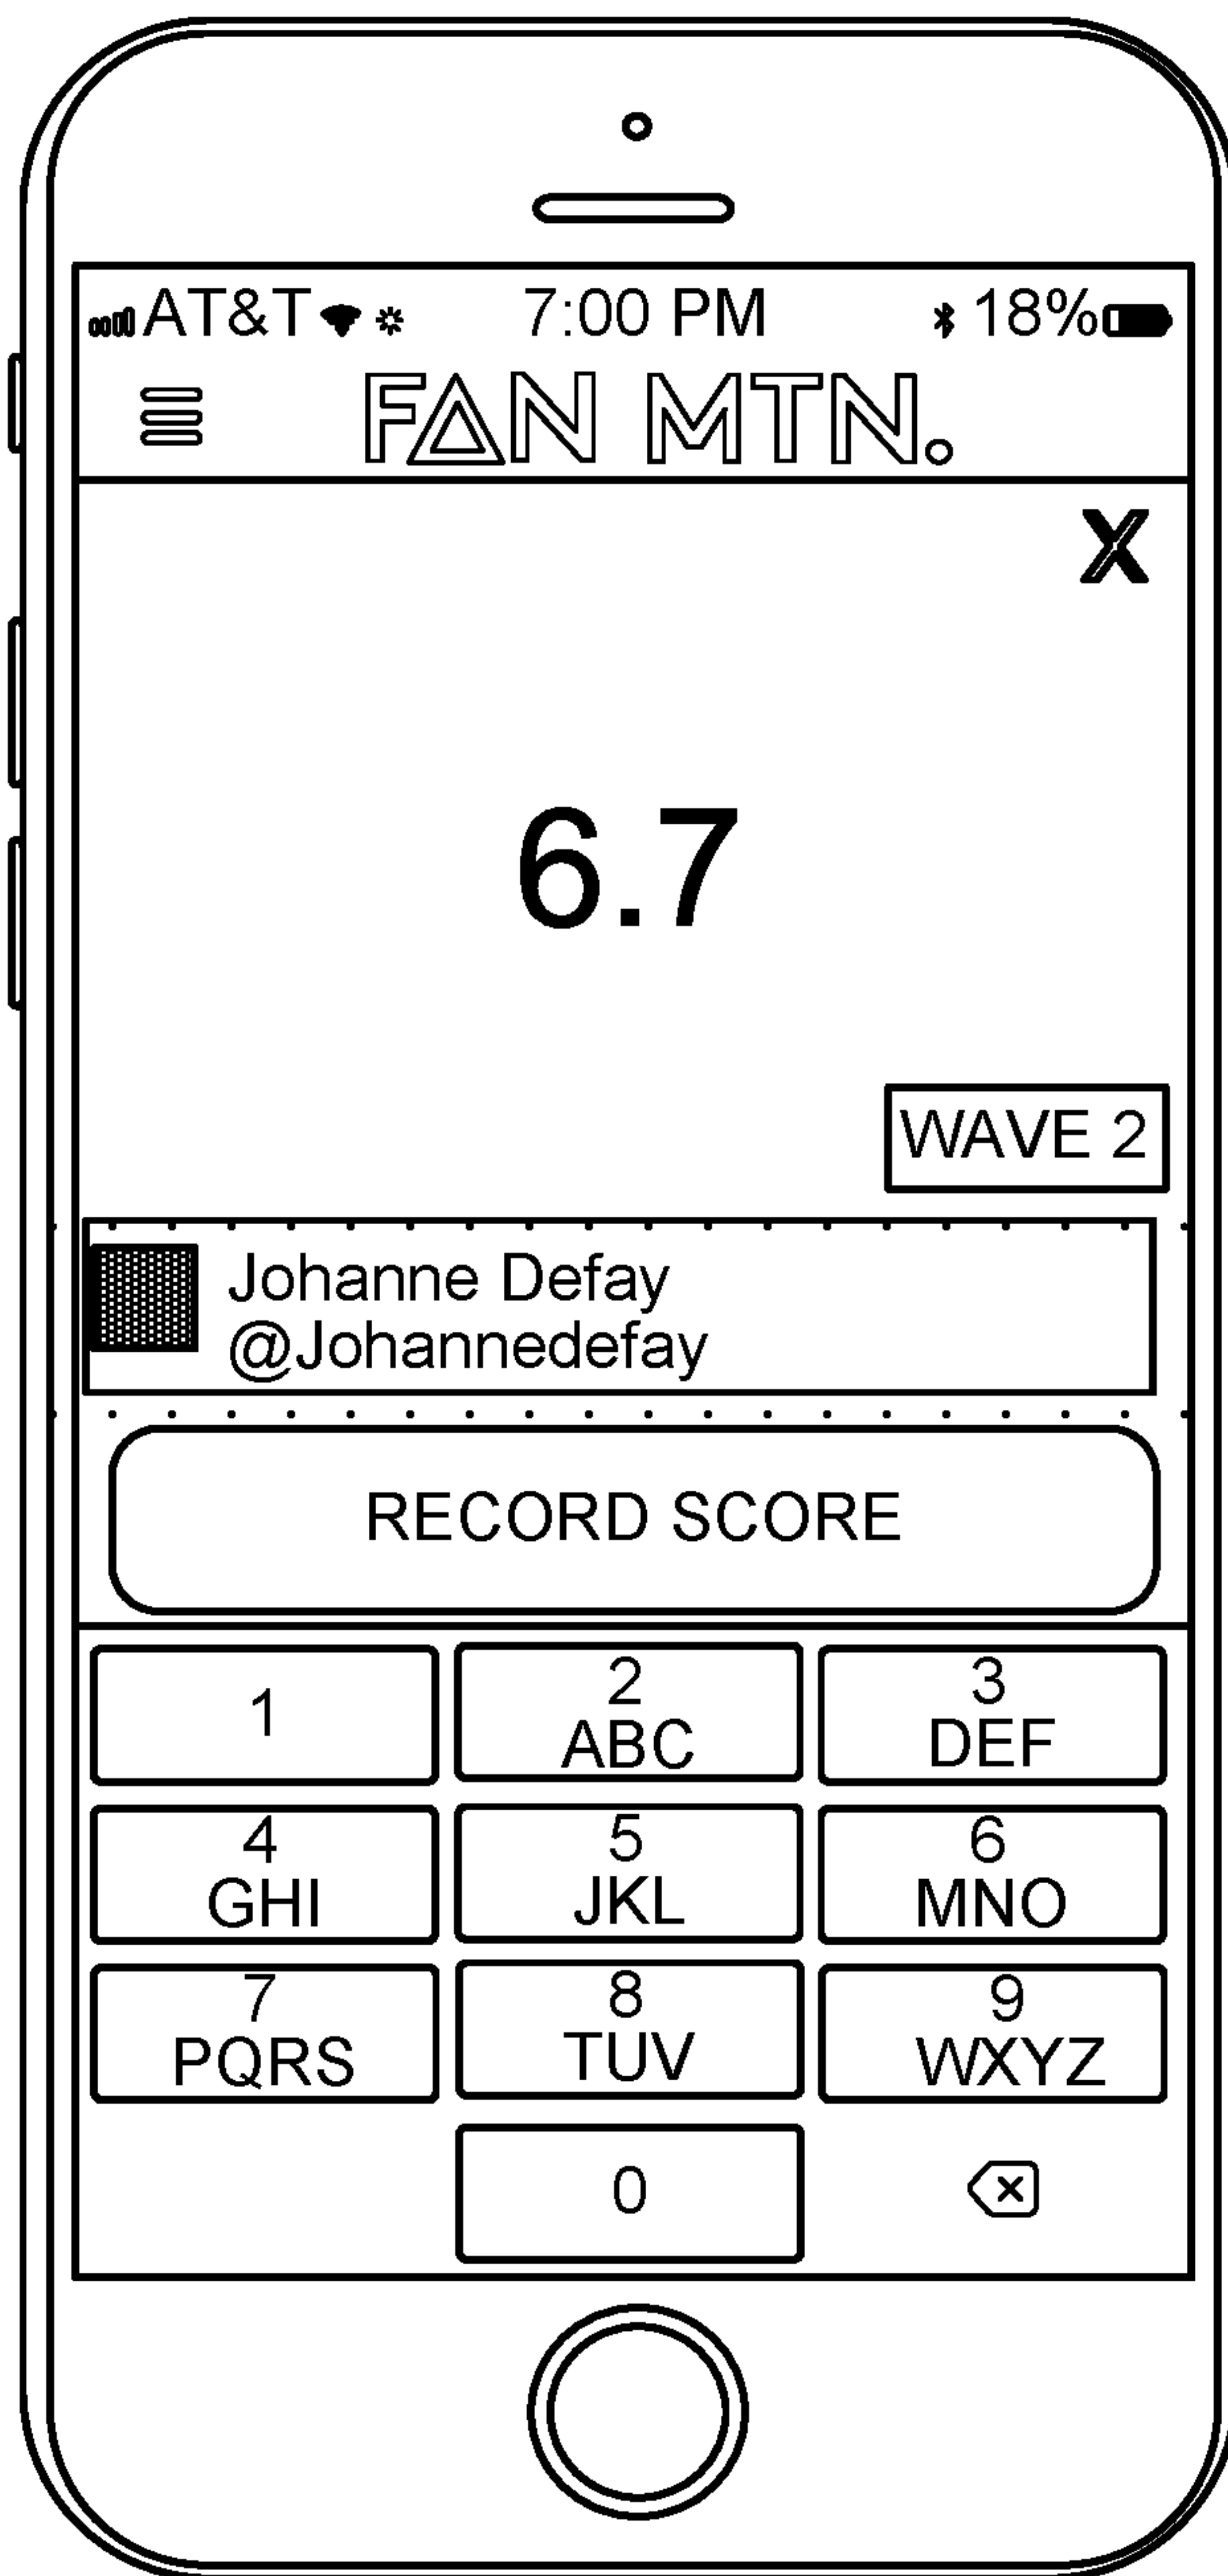 AT&T 7:00 PM 18%
FAN MTN.
X
6.7
WAVE 2
Johanne Defay
@Johannedefay
RECORD SCORE
1 2 3
ABC DEF
4 5 6
GHI JKL MNO
7 8 9
PQRS TUV WXYZ
0